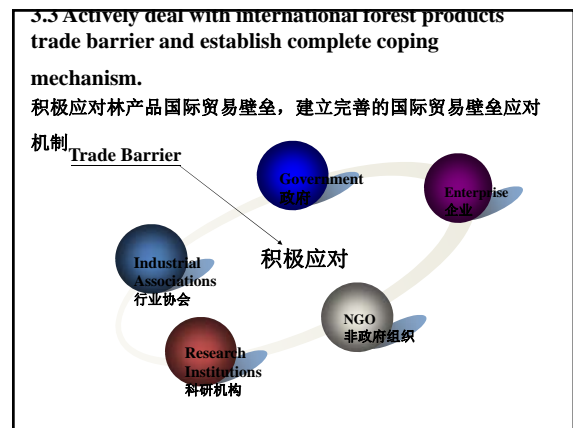 3.3 Actively deal with international forest products
trade barrier and establish complete coping
mechanism.
积极应对林产品国际贸易壁垒，建立完善的国际贸易壁垒应对
机制
Trade Barrier
Government
政府
Enterprise
企业
积极应对
Industrial
Associations
行业协会
NGO
非政府组织
Research
Institutions
科研机构